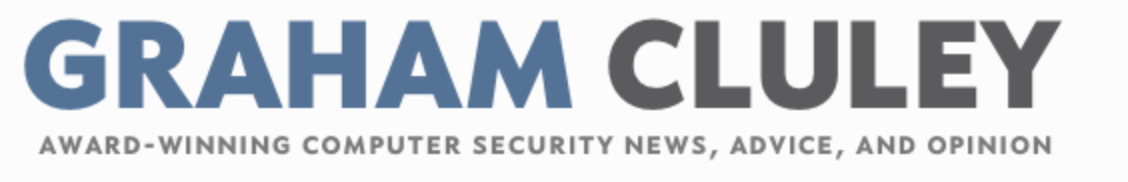 GRAHAM CLULEY
AWARD-WINNING COMPUTER SECURITY NEWS, ADVICE, AND OPINION